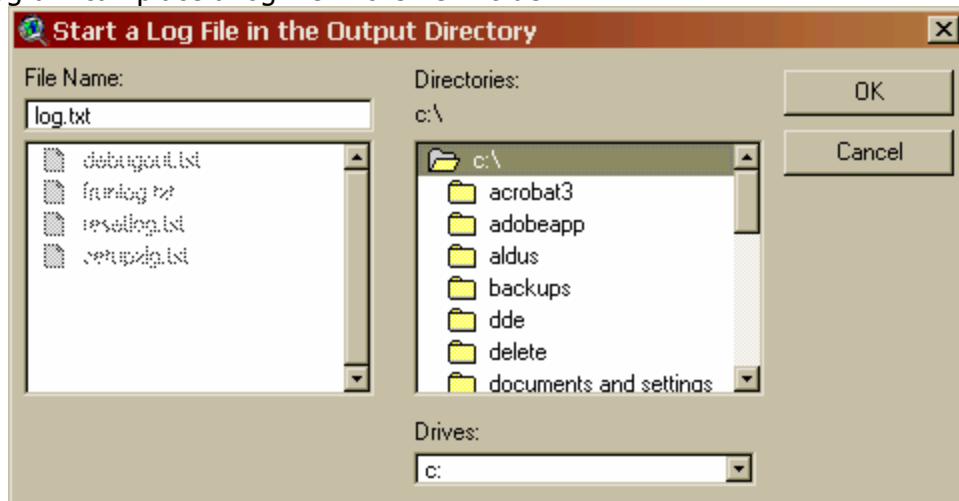 Start a Log File in the Output Directory
File Name:
log.txt
Directories:
c:\
OK
Cancel
debugout.txt
frunlog.txt
resetlog.txt
c:\
acrobat3
adobeapp
aldus
backups
dde
delete
documents and settings
Drives:
c: